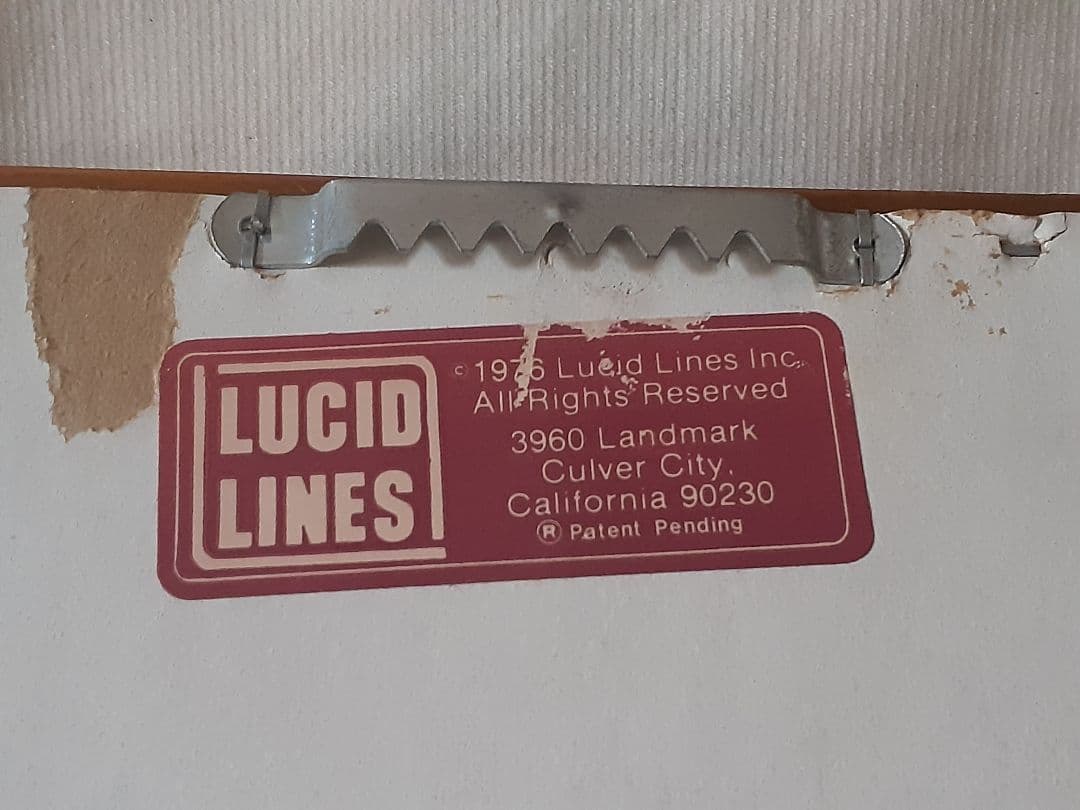 LUCID
LINES
© 1976 Lucid Lines Inc.
All Rights Reserved
3960 Landmark
Culver City,
California 90230
® Patent Pending